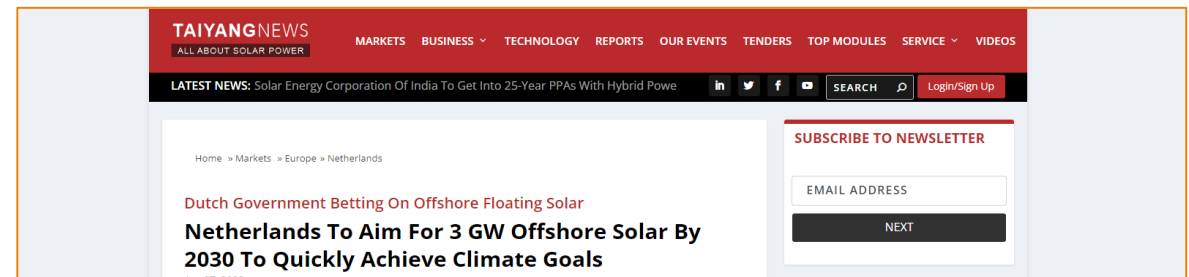 TAIYANGNEWS
ALL ABOUT SOLAR POWER
MARKETS BUSINESS TECHNOLOGY REPORTS OUR EVENTS TENDERS TOP MODULES SERVICE VIDEOS
LATEST NEWS: Solar Energy Corporation Of India To Get Into 25-Year PPAs With Hybrid Powe
SEARCH
Login/Sign Up
Home » Markets » Europe » Netherlands
Dutch Government Betting On Offshore Floating Solar
Netherlands To Aim For 3 GW Offshore Solar By
2030 To Quickly Achieve Climate Goals
SUBSCRIBE TO NEWSLETTER
EMAIL ADDRESS
NEXT